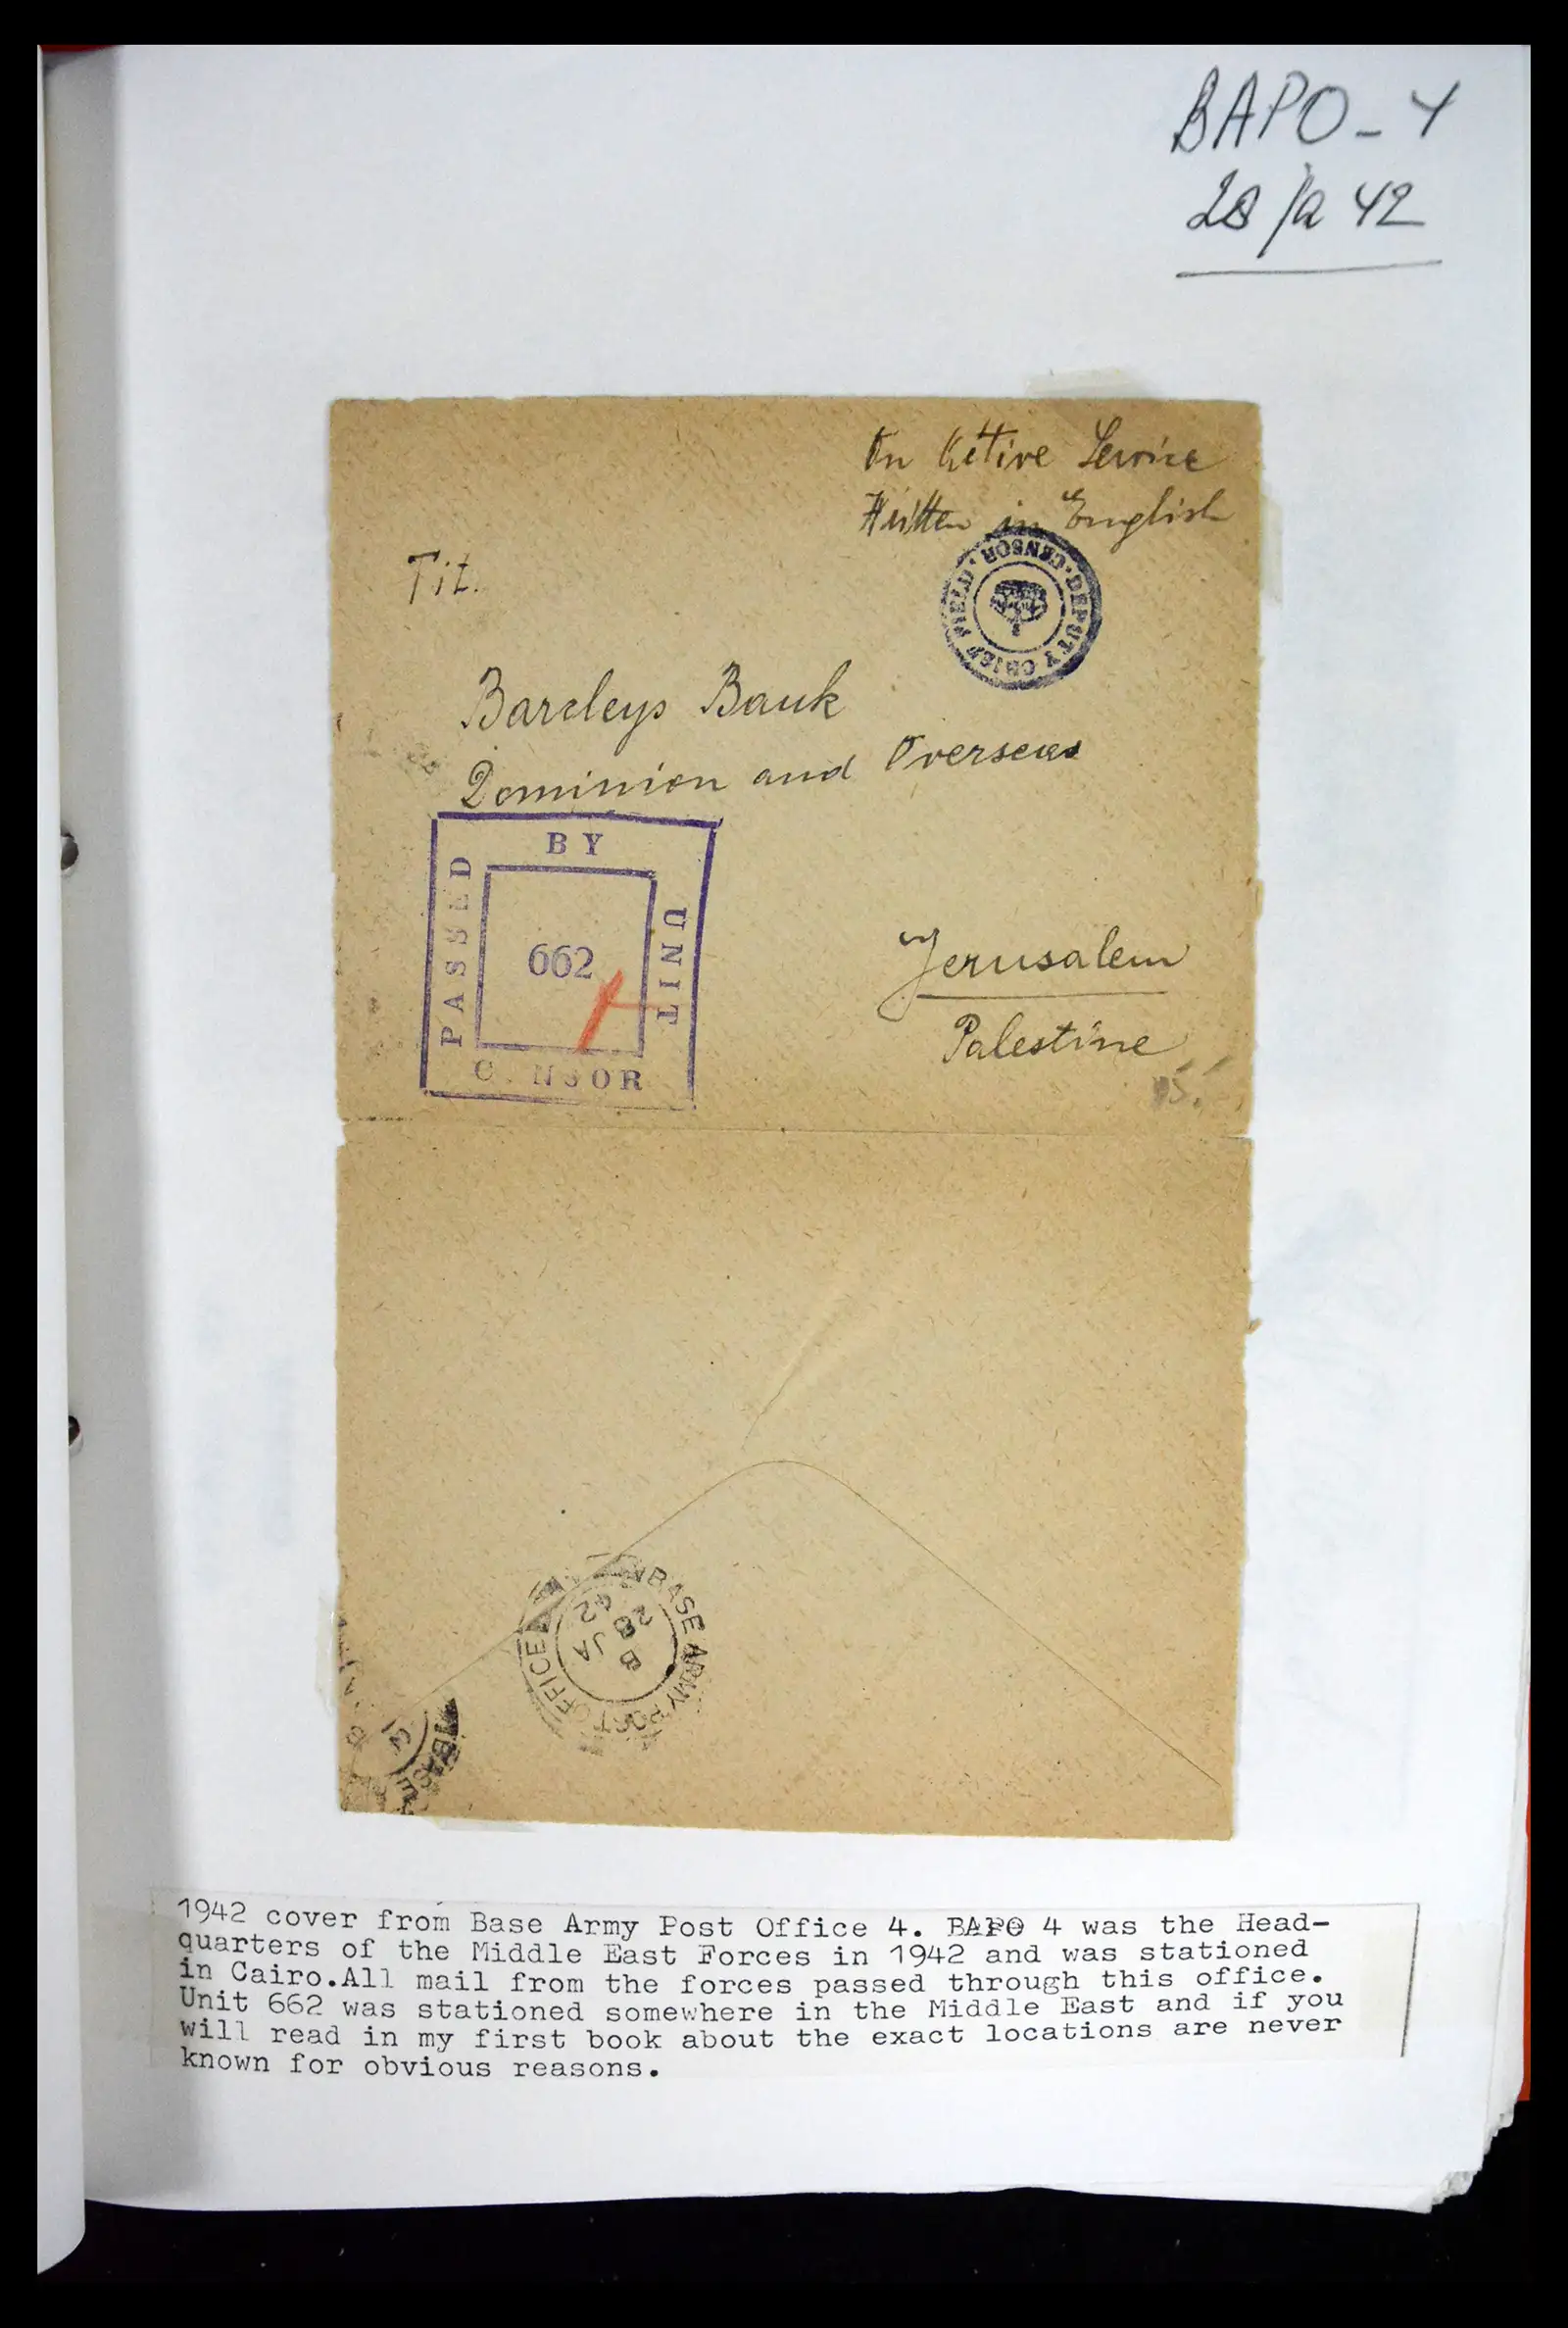 BAPO - 4
28 Ja 42
On Active Service
Written in English
DEPUTY CHIEF FIELD CENSOR
Tit.
Barcleys Bank
Dominion and Overseas
PASSED BY UNIT C NSOR
662
Jerusalem
Palestine
BASE ARMY POST OFFICE
B
28 JA
42
BASE
1942 cover from Base Army Post Office 4. BAPO 4 was the Head-
quarters of the Middle East Forces in 1942 and was stationed
in Cairo.All mail from the forces passed through this office.
Unit 662 was stationed somewhere in the Middle East and if you
will read in my first book about the exact locations are never
known for obvious reasons.